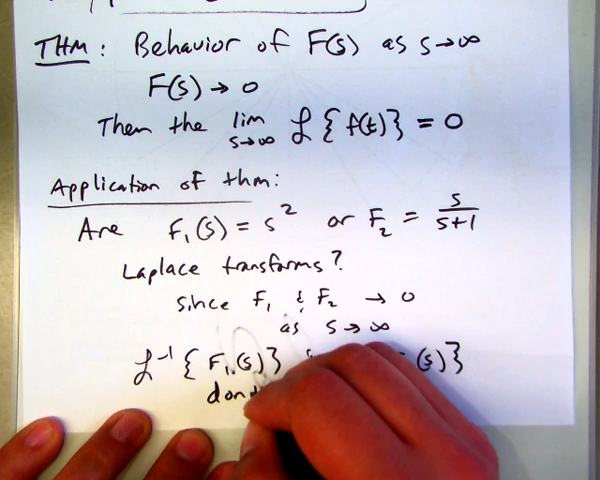 THM: Behavior of F(s) as s→∞
F(s) → 0
Then the lim s→∞ ℒ{f(t)} = 0
Application of thm:
Are F₁(s) = s² or F₂ = s/(s+1)
Laplace transforms?
Since F₁ & F₂ → 0
as s→∞
ℒ⁻¹{F₁(s)} (s)}